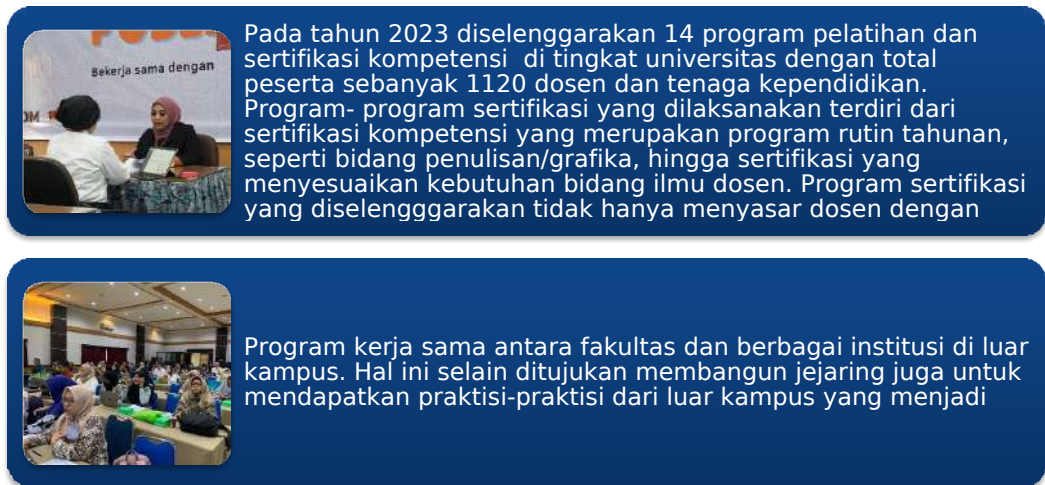 Bekerja sama dengan
Pada tahun 2023 diselenggarakan 14 program pelatihan dan
sertifikasi kompetensi di tingkat universitas dengan total
peserta sebanyak 1120 dosen dan tenaga kependidikan.
Program- program sertifikasi yang dilaksanakan terdiri dari
sertifikasi kompetensi yang merupakan program rutin tahunan,
seperti bidang penulisan/grafika, hingga sertifikasi yang
menyesuaikan kebutuhan bidang ilmu dosen. Program sertifikasi
yang diselengggarakan tidak hanya menyasar dosen dengan
Program kerja sama antara fakultas dan berbagai institusi di luar
kampus. Hal ini selain ditujukan membangun jejaring juga untuk
mendapatkan praktisi-praktisi dari luar kampus yang menjadi